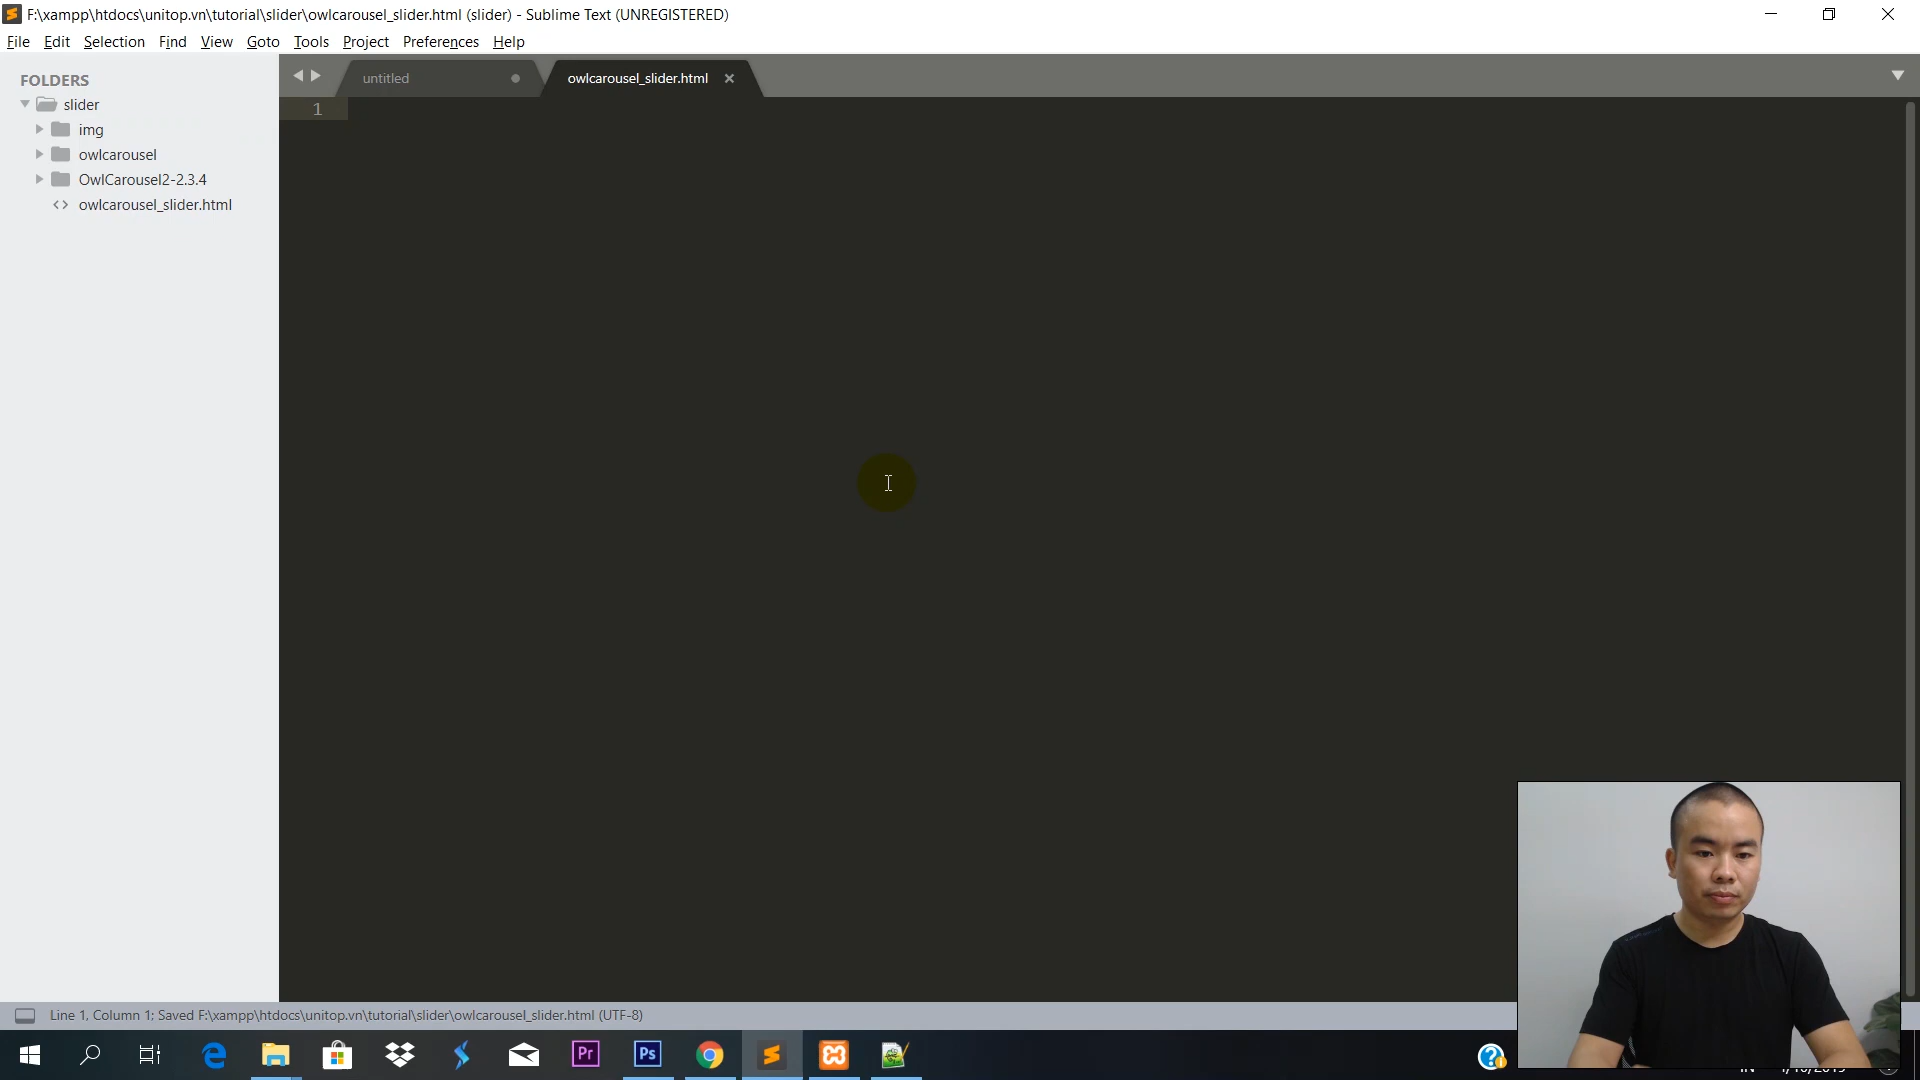 F:\xampp\htdocs\unitop.vn\tutorial\slider\owlcarousel_slider.html (slider) - Sublime Text (UNREGISTERED)
File Edit Selection Find View Goto Tools Project Preferences Help
FOLDERS
slider
img
owlcarousel
OwlCarousel2-2.3.4
owlcarousel_slider.html
untitled
owlcarousel_slider.html
1
Line 1, Column 1; Saved F:\xampp\htdocs\unitop.vn\tutorial\slider\owlcarousel_slider.html (UTF-8)
Pr
Ps